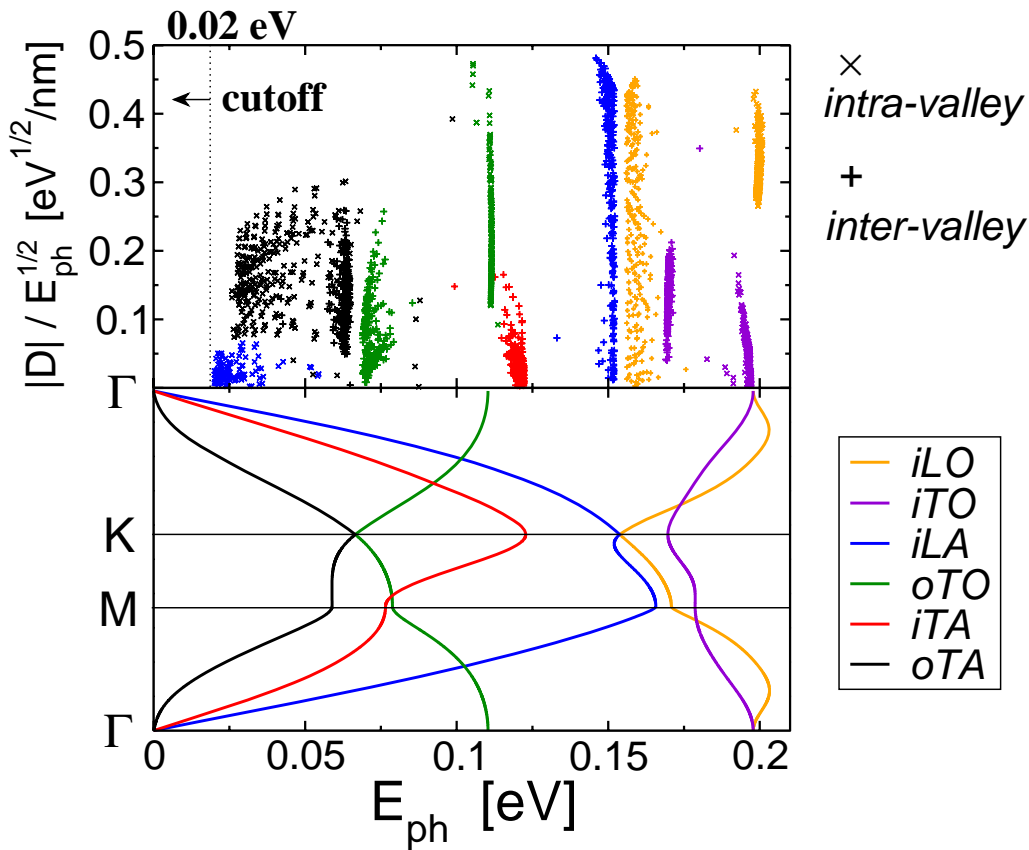 0.02 eV
cutoff
|D| / E_ph^{1/2} [eV^{1/2}/nm]
0.5
0.4
0.3
0.2
0.1
Γ
K
M
Γ
0
0.05
0.1
0.15
0.2
E_ph [eV]
×
intra-valley
+
inter-valley
iLO
iTO
iLA
oTO
iTA
oTA